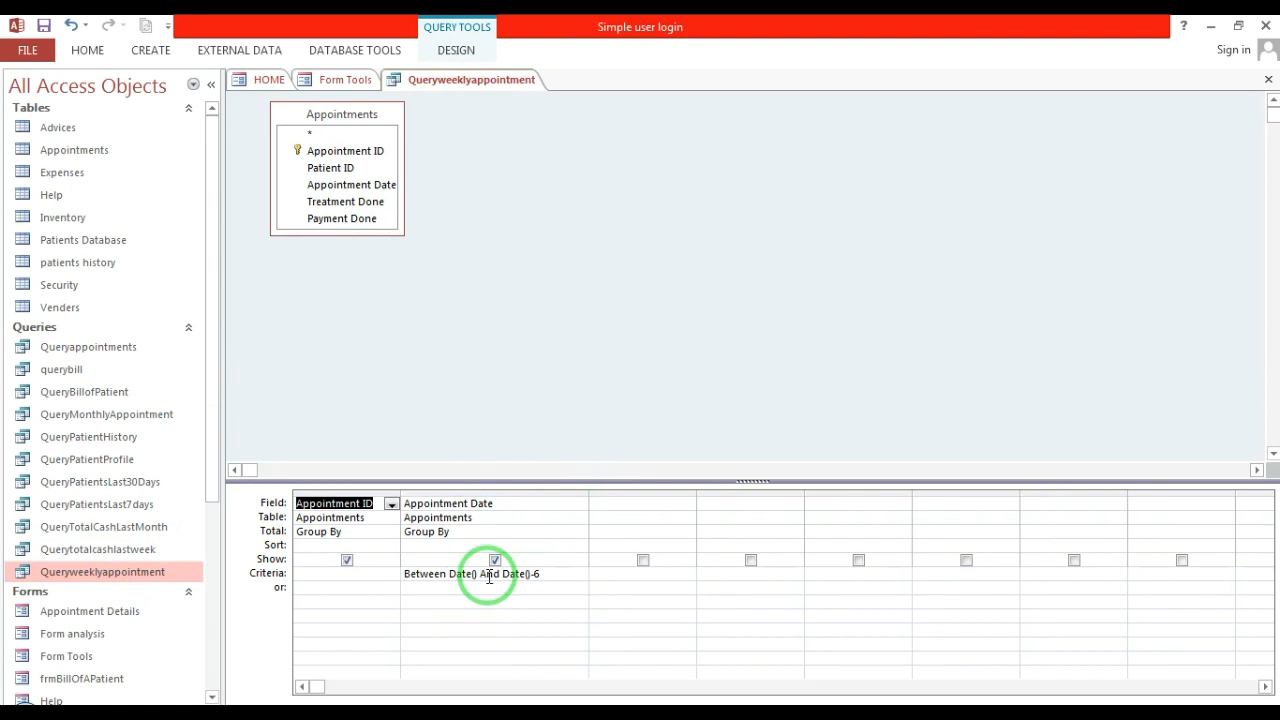 QUERY TOOLS
Simple user login
?
FILE
HOME
CREATE
EXTERNAL DATA
DATABASE TOOLS
DESIGN
Sign in
All Access Objects
HOME
Form Tools
Queryweeklyappointment
Tables
Advices
Appointments
Expenses
Help
Inventory
Patients Database
patients history
Security
Venders
Queries
Queryappointments
querybill
QueryBillofPatient
QueryMonthlyAppointment
QueryPatientHistory
QueryPatientProfile
QueryPatientsLast30Days
QueryPatientsLast7days
QueryTotalCashLastMonth
Querytotalcashlastweek
Queryweeklyappointment
Forms
Appointment Details
Form analysis
Form Tools
frmBillOfAPatient
Help
Appointments
*
Appointment ID
Patient ID
Appointment Date
Treatment Done
Payment Done
Field: Appointment ID Appointment Date
Table: Appointments Appointments
Total: Group By Group By
Sort:
Show:
Criteria: Between Date() And Date()-6
or: